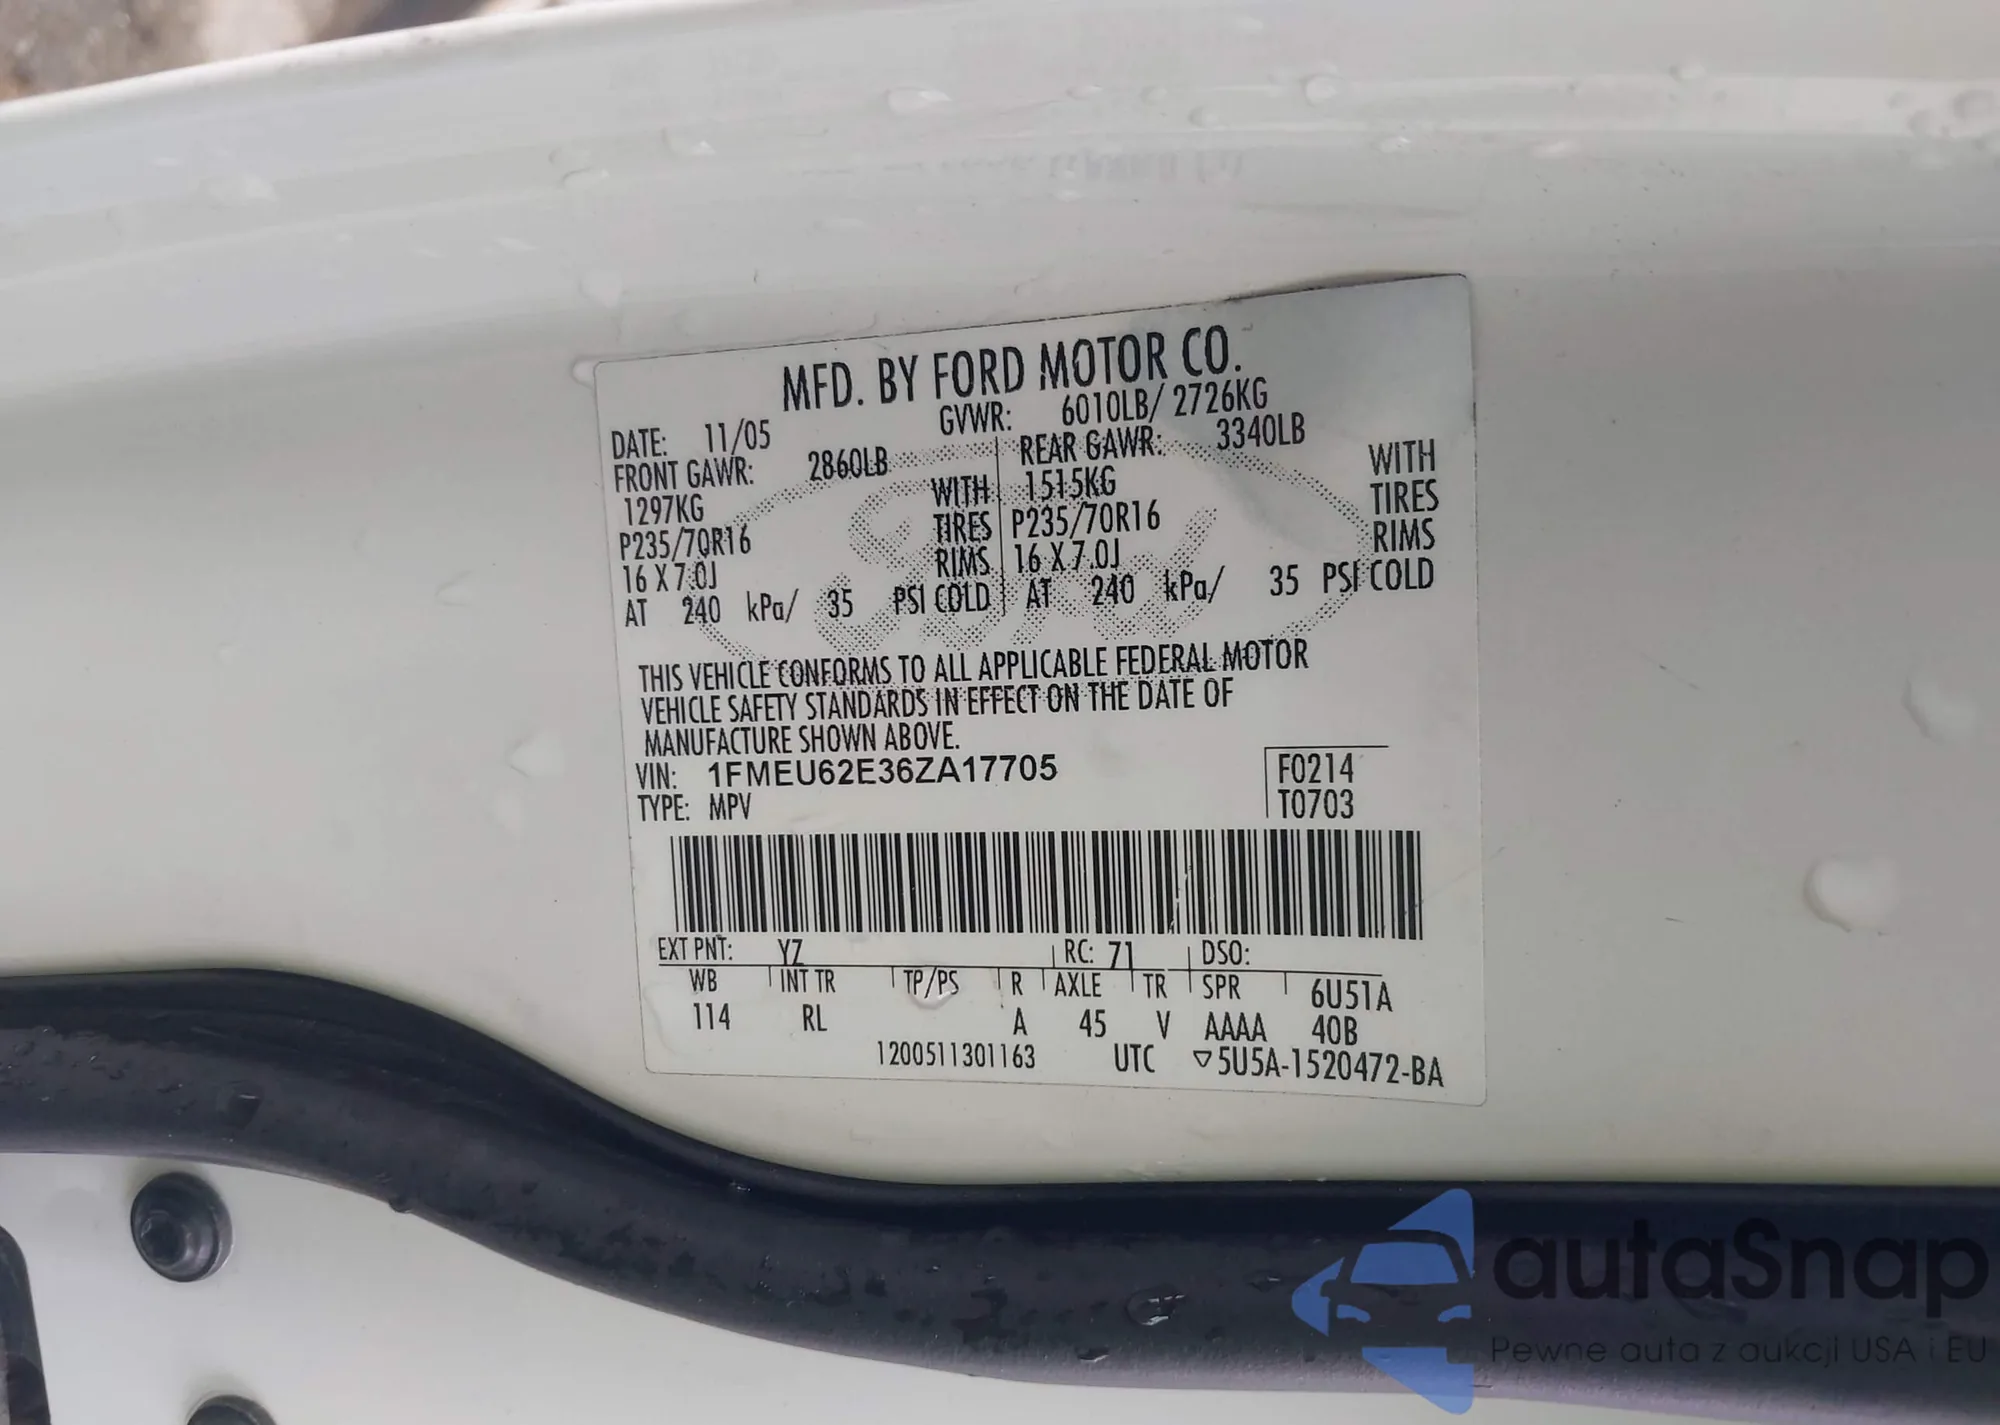 MFD. BY FORD MOTOR CO.
DATE: 11/05 GVWR: 6010LB/ 2726KG
FRONT GAWR: 2860LB REAR GAWR: 3340LB
1297KG WITH 1515KG WITH
P235/70R16 TIRES P235/70R16 TIRES
16 X 7.0J RIMS 16 X 7.0J RIMS
AT 240 kPa/ 35 PSI COLD AT 240 kPa/ 35 PSI COLD
THIS VEHICLE CONFORMS TO ALL APPLICABLE FEDERAL MOTOR
VEHICLE SAFETY STANDARDS IN EFFECT ON THE DATE OF
MANUFACTURE SHOWN ABOVE.
VIN: 1FMEU62E36ZA17705 F0214
TYPE: MPV T0703
EXT PNT: YZ RC: 71 DSO:
WB INT TR TP/PS R AXLE TR SPR 6U51A
114 RL A 45 V AAAA 40B
1200511301163 UTC ▽5U5A-1520472-BA
autaSnap
Pewne auta z aukcji USA i EU